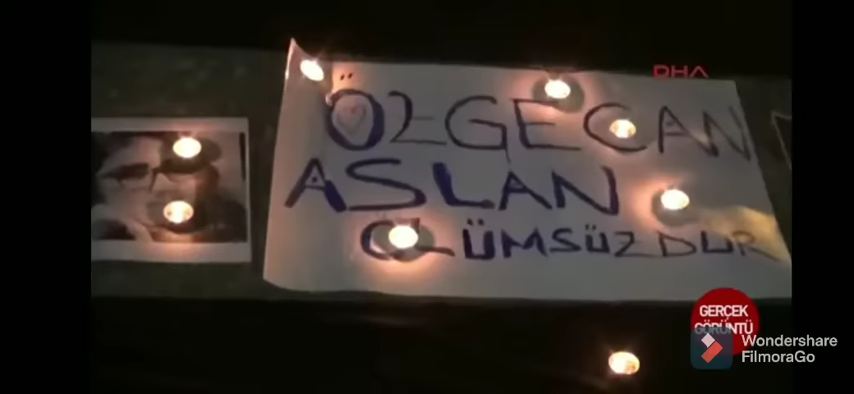 DHA
ÖZGECAN
ASLAN
ÖLÜMSÜZDUR
GERÇEK
GÖRÜNTÜ
Wondershare
FilmoraGo